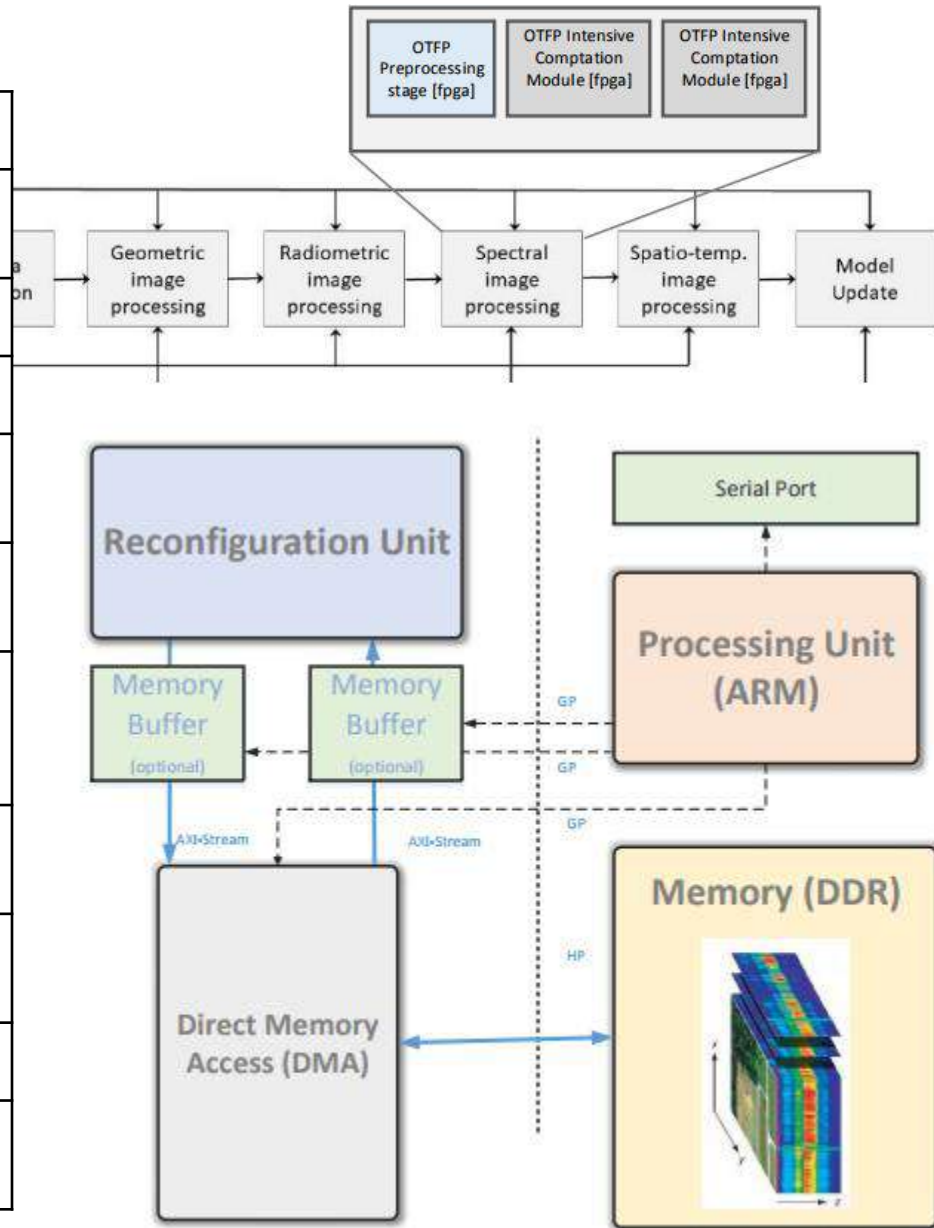 OTFP
Preprocessing
stage [fpga]
OTFP Intensive
Comptation
Module [fpga]
OTFP Intensive
Comptation
Module [fpga]
a
on
Geometric
image
processing
Radiometric
image
processing
Spectral
image
processing
Spatio-temp.
image
processing
Model
Update
Reconfiguration Unit
Serial Port
Processing Unit
(ARM)
Memory
Buffer
(optional)
Memory
Buffer
(optional)
GP
GP
GP
AXI-Stream
AXI-Stream
Direct Memory
Access (DMA)
HP
Memory (DDR)